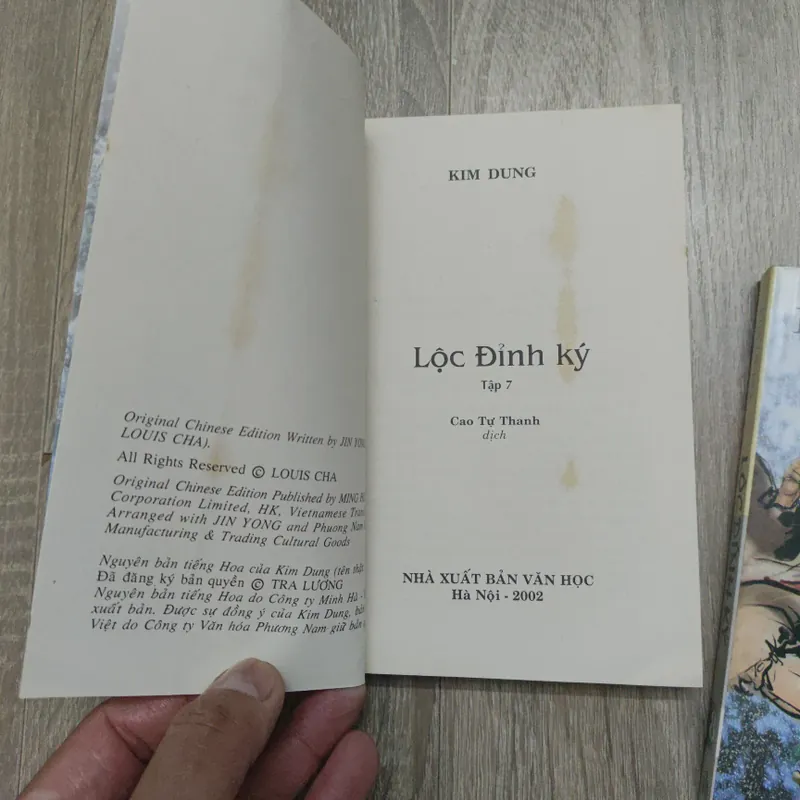 Original Chinese Edition Written by JIN YONG
LOUIS CHA).
All Rights Reserved © LOUIS CHA
Original Chinese Edition Published by MING
Corporation Limited, HK, Vietnamese
Arranged with JIN YONG and Phuong Nam
Manufacturing & Trading Cultural Goods
Nguyên bản tiếng Hoa của Kim Dung (tên thật
Đã đăng ký bản quyền © TRA LƯƠNG
Nguyên bản tiếng Hoa do Công ty Minh Hà -
xuất bản. Được sự đồng ý của Kim Dung,
Việt do Công ty Văn hóa Phương Nam giữ bản
KIM DUNG
Lộc Đỉnh ký
Tập 7
Cao Tự Thanh
dịch
NHÀ XUẤT BẢN VĂN HỌC
Hà Nội - 2002